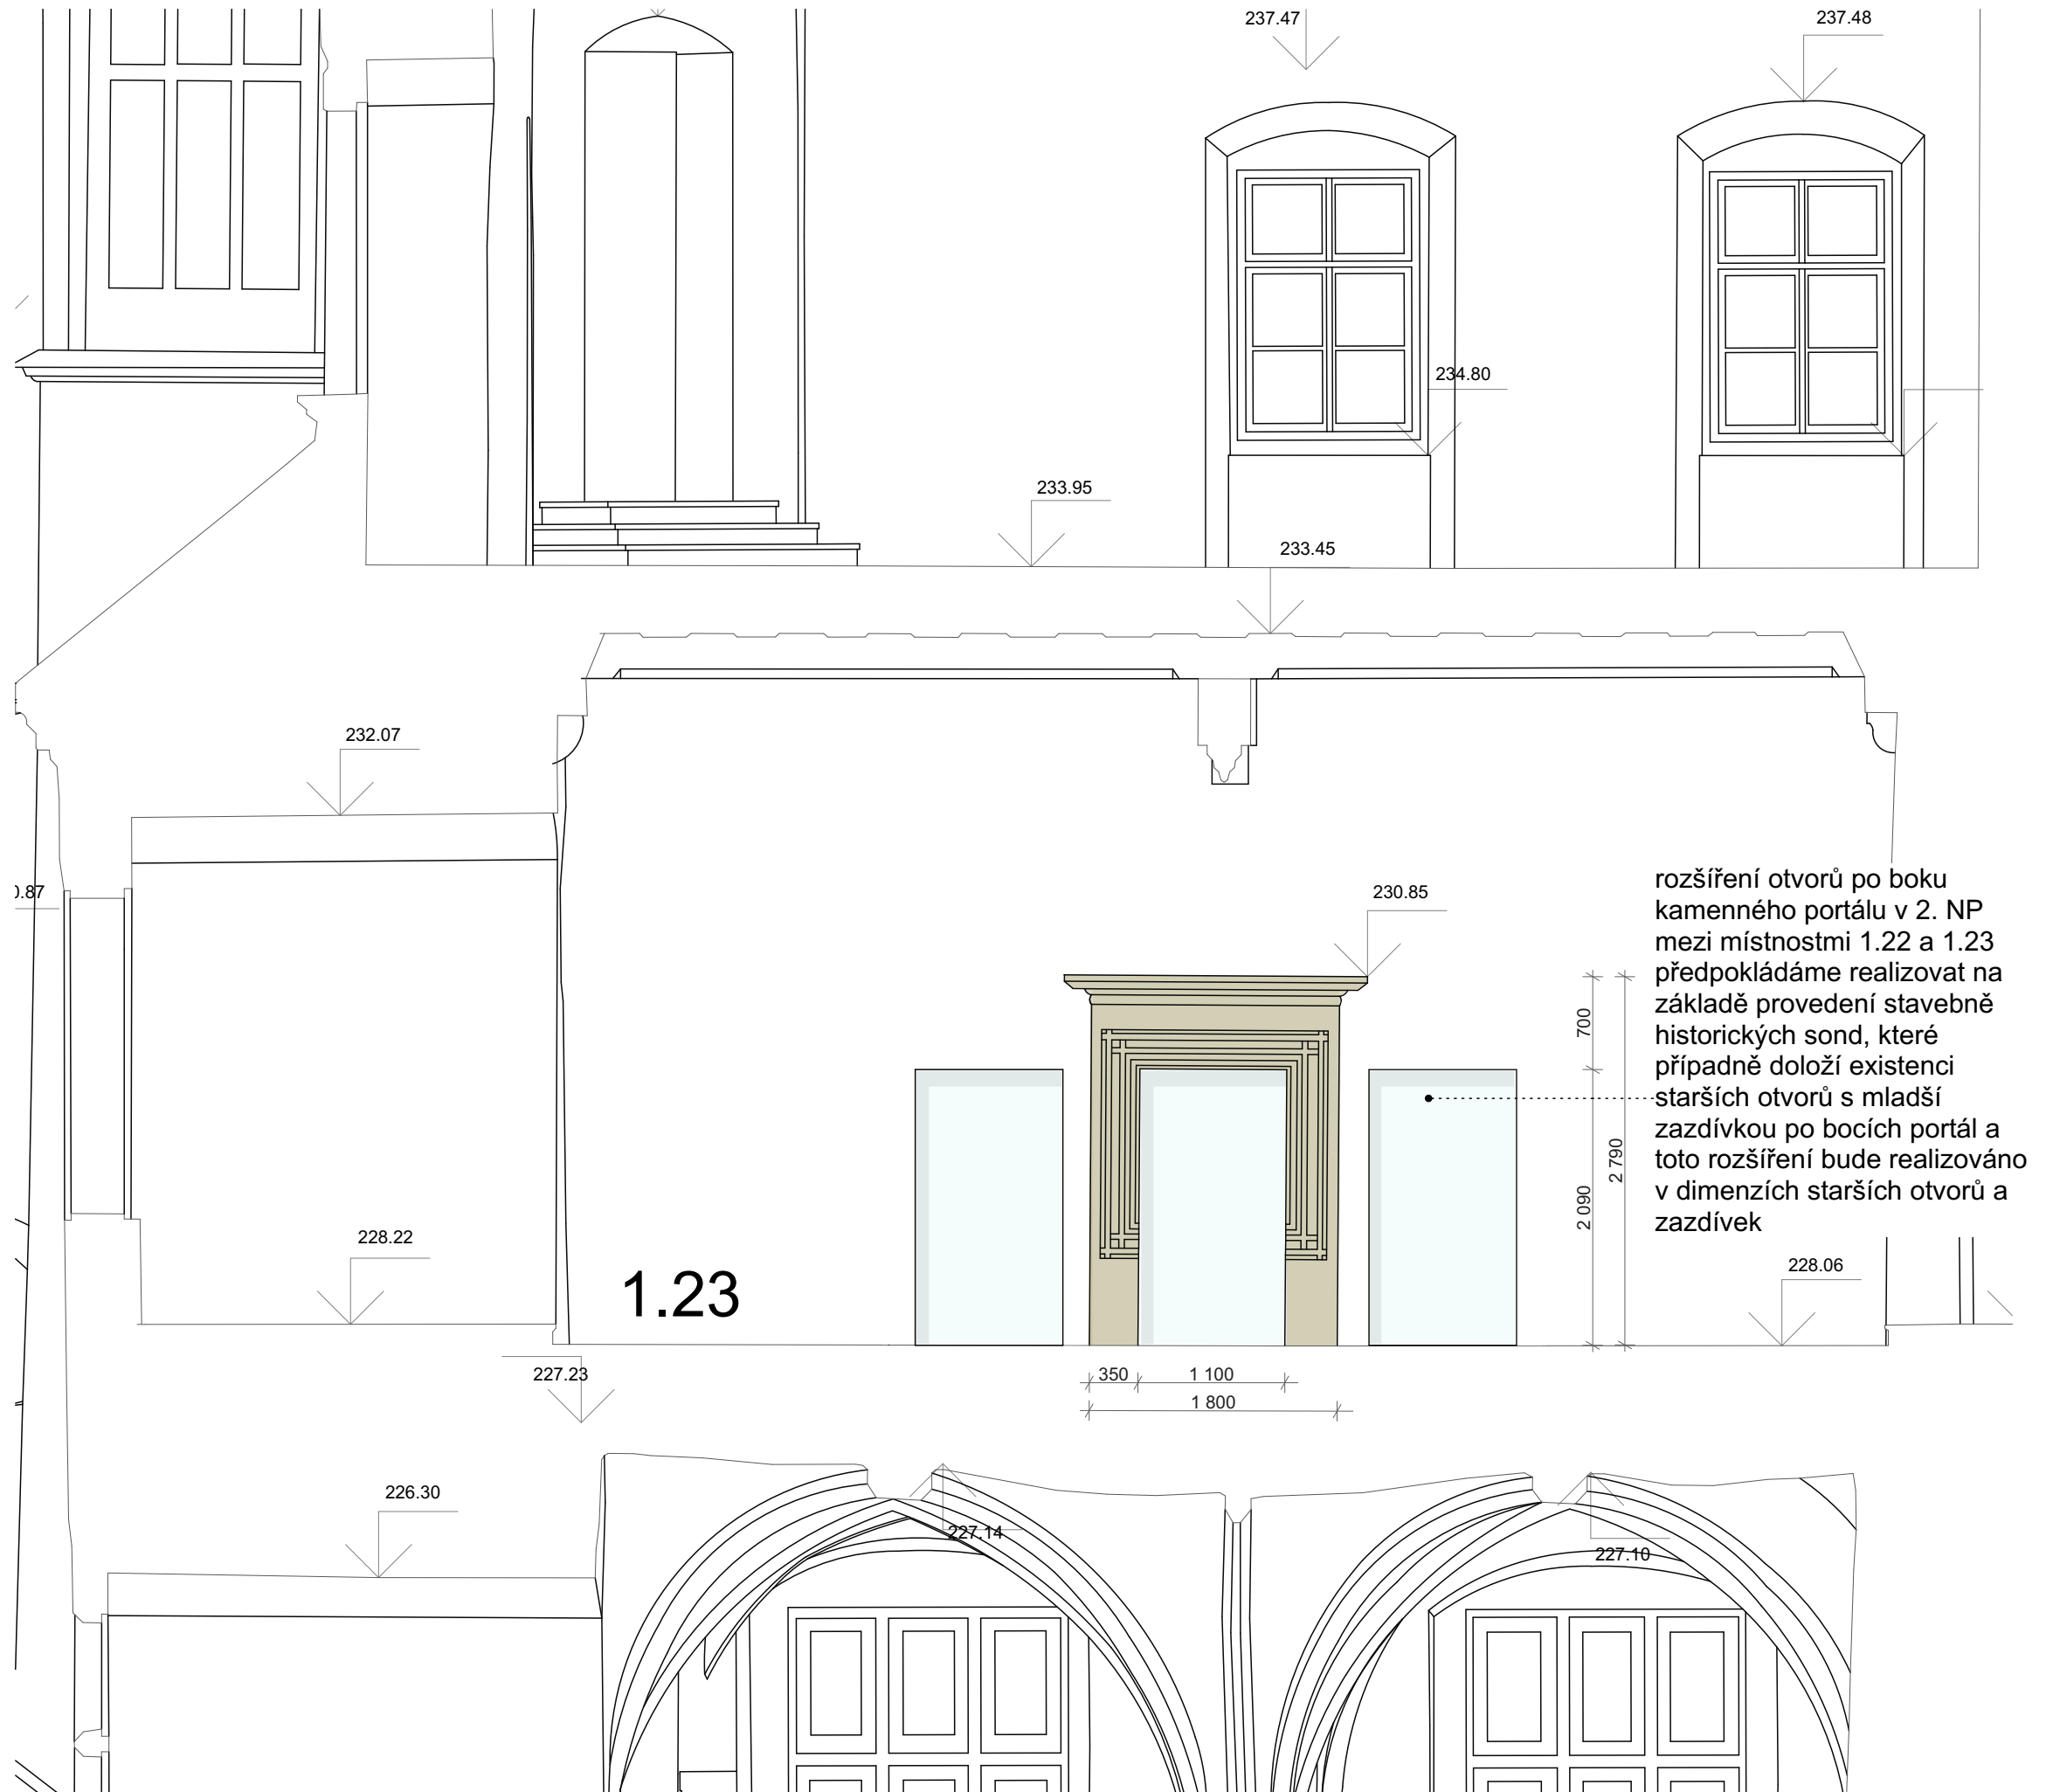 237.47
237.48
234.80
233.95
233.45
232.07
230.85
rozšíření otvorů po boku
kamenného portálu v 2. NP
mezi místnostmi 1.22 a 1.23
předpokládáme realizovat na
základě provedení stavebně
historických sond, které
případně doloží existenci
starších otvorů s mladší
zazdívkou po bocích portál a
toto rozšíření bude realizováno
v dimenzích starších otvorů a
zazdívek
0.87
700
2 790
2 090
228.22
228.06
1.23
227.23
350
1 100
1 800
226.30
227.14
227.10